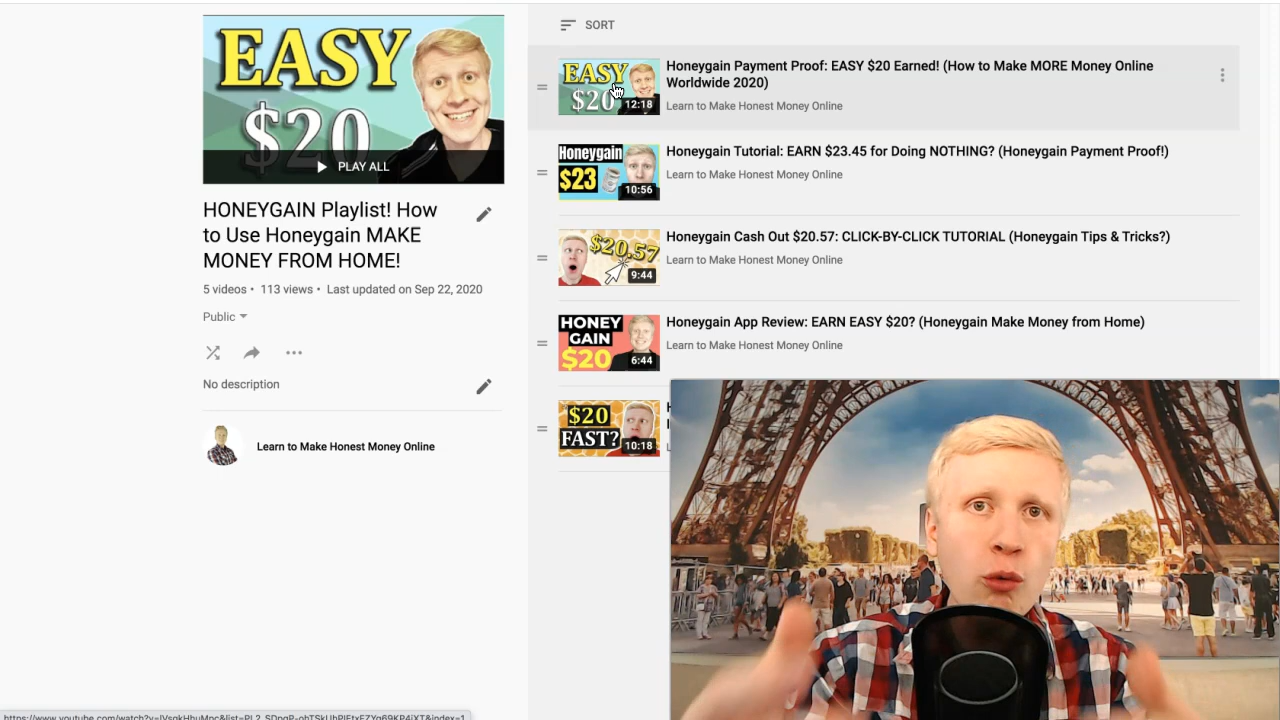 EASY
$20
PLAY ALL
HONEYGAIN Playlist! How
to Use Honeygain MAKE
MONEY FROM HOME!
5 videos • 113 views • Last updated on Sep 22, 2020
Public
No description
Learn to Make Honest Money Online
SORT
EASY
$20
12:18
Honeygain Payment Proof: EASY $20 Earned! (How to Make MORE Money Online
Worldwide 2020)
Learn to Make Honest Money Online
Honeygain
$23
10:56
Honeygain Tutorial: EARN $23.45 for Doing NOTHING? (Honeygain Payment Proof!)
Learn to Make Honest Money Online
$20.57
9:44
Honeygain Cash Out $20.57: CLICK-BY-CLICK TUTORIAL (Honeygain Tips & Tricks?)
Learn to Make Honest Money Online
HONEY
GAIN
$20
6:44
Honeygain App Review: EARN EASY $20? (Honeygain Make Money from Home)
Learn to Make Honest Money Online
$20
FAST?
10:18